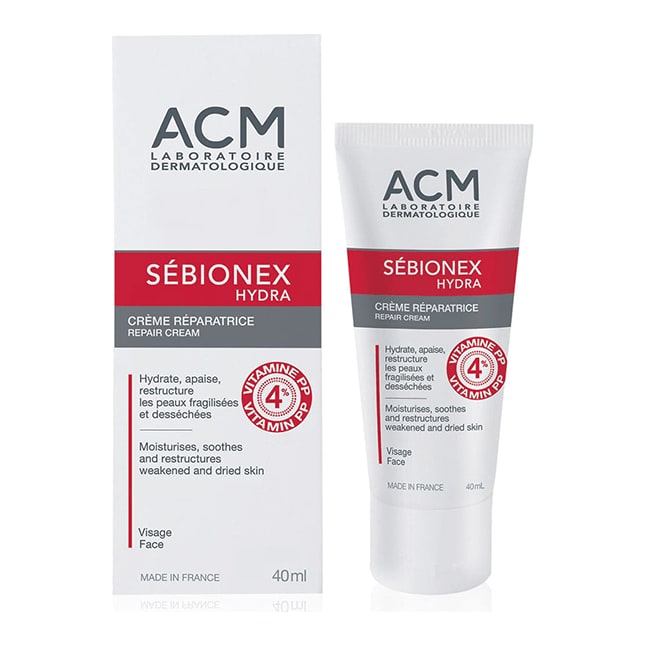 ACM
LABORATOIRE
DERMATOLOGIQUE
SÉBIONEX
HYDRA
CRÈME RÉPARATRICE
REPAIR CREAM
Hydrate, apaise,
restructure
les peaux fragilisées
et desséchées
VITAMINE PP
4%
VITAMIN PP
Moisturises, soothes
and restructures
weakened and dried skin
Visage
Face
MADE IN FRANCE
40ml
ACM
LABORATOIRE
DERMATOLOGIQUE
SÉBIONEX
HYDRA
CRÈME RÉPARATRICE
REPAIR CREAM
Hydrate, apaise,
restructure
les peaux
fragilisées et
desséchées
VITAMINE PP
4%
VITAMIN PP
Moisturises, soothes
and restructures
weakened and dried skin
Visage
Face
MADE IN FRANCE
40mL